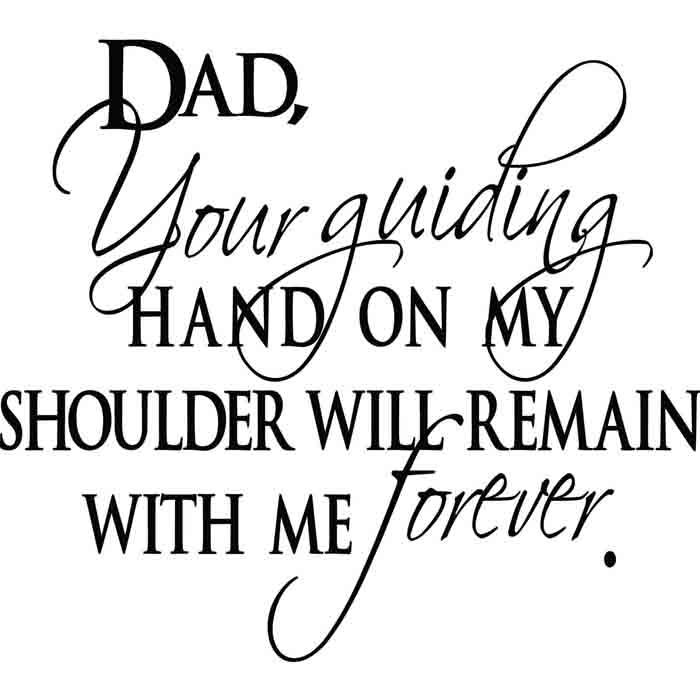 DAD,
Your guiding
HAND ON MY
SHOULDER WILL REMAIN
WITH ME forever.